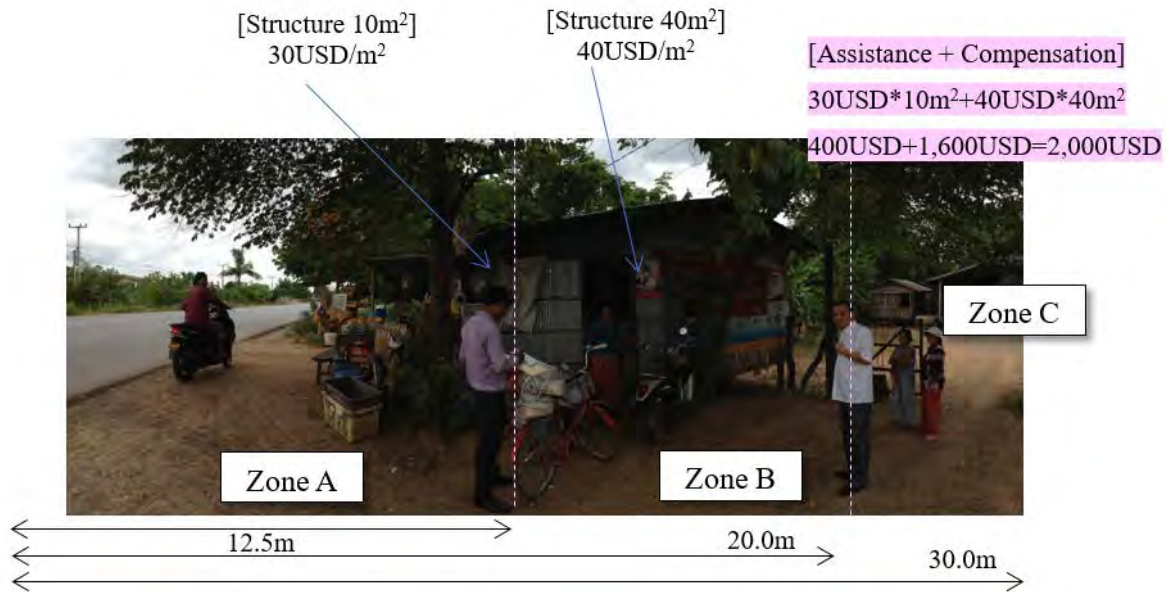 [Structure 10m²]
30USD/m²
[Structure 40m²]
40USD/m²
[Assistance + Compensation]
30USD*10m²+40USD*40m²
400USD+1,600USD=2,000USD
Zone C
Zone A
Zone B
12.5m
20.0m
30.0m